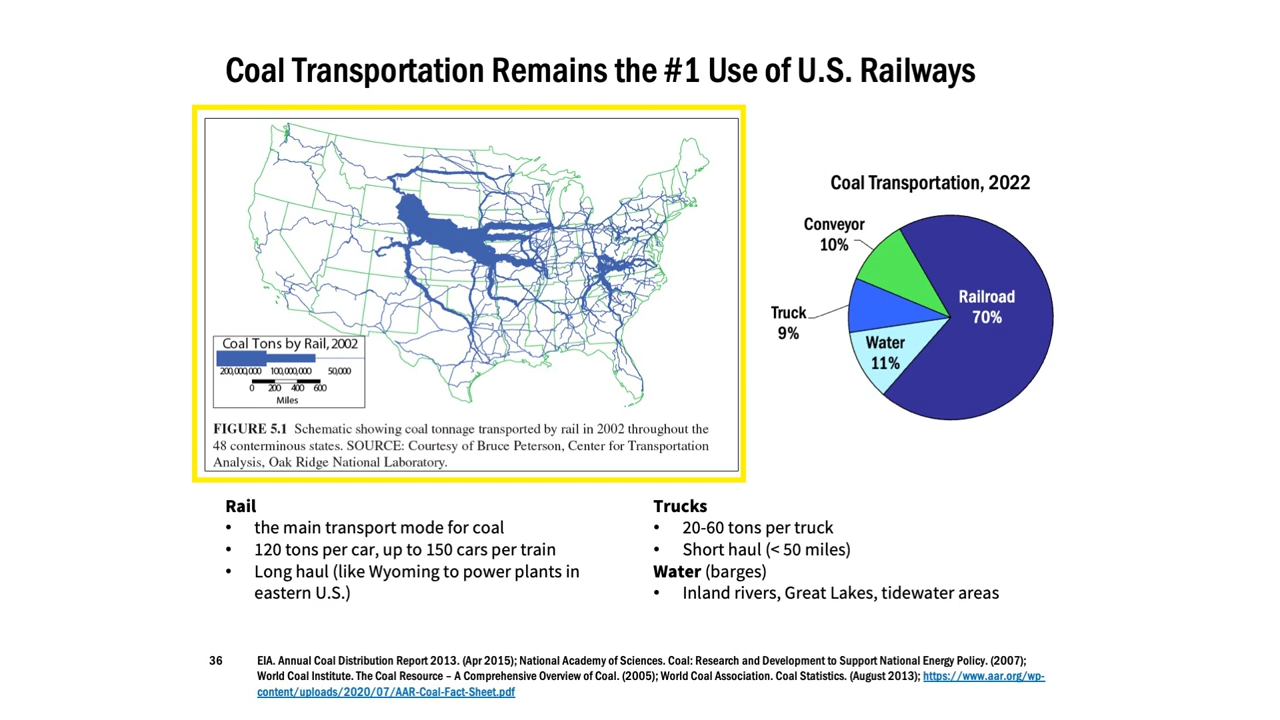 Coal Transportation Remains the #1 Use of U.S. Railways
Coal Tons by Rail, 2002
200,000,000 100,000,000 50,000
0 200 400 600
Miles
FIGURE 5.1 Schematic showing coal tonnage transported by rail in 2002 throughout the
48 conterminous states. SOURCE: Courtesy of Bruce Peterson, Center for Transportation
Analysis, Oak Ridge National Laboratory.
Coal Transportation, 2022
Conveyor
10%
Railroad
70%
Truck
9%
Water
11%
Rail
• the main transport mode for coal
• 120 tons per car, up to 150 cars per train
• Long haul (like Wyoming to power plants in
eastern U.S.)
Trucks
• 20-60 tons per truck
• Short haul (< 50 miles)
Water (barges)
• Inland rivers, Great Lakes, tidewater areas
36
EIA. Annual Coal Distribution Report 2013. (Apr 2015); National Academy of Sciences. Coal: Research and Development to Support National Energy Policy. (2007);
World Coal Institute. The Coal Resource – A Comprehensive Overview of Coal. (2005); World Coal Association. Coal Statistics. (August 2013); https://www.aar.org/wp-
content/uploads/2020/07/AAR-Coal-Fact-Sheet.pdf